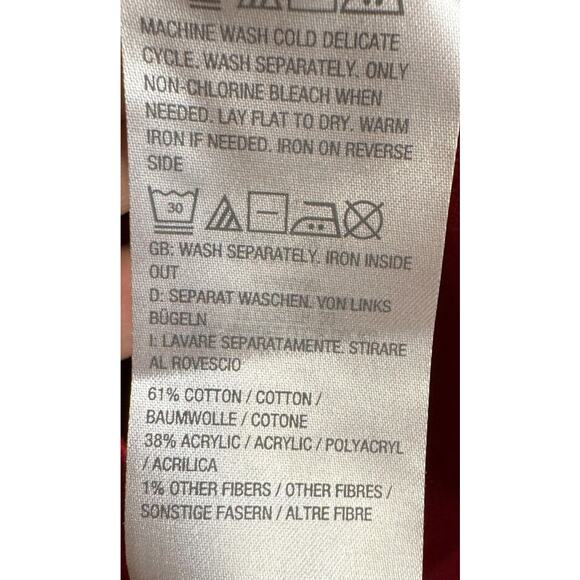 MACHINE WASH COLD DELICATE
CYCLE. WASH SEPARATELY. ONLY
NON-CHLORINE BLEACH WHEN
NEEDED. LAY FLAT TO DRY. WARM
IRON IF NEEDED. IRON ON REVERSE
SIDE
30
GB: WASH SEPARATELY. IRON INSIDE
OUT
D: SEPARAT WASCHEN. VON LINKS
BÜGELN
I: LAVARE SEPARATAMENTE. STIRARE
AL ROVESCIO
61% COTTON / COTTON /
BAUMWOLLE / COTONE
38% ACRYLIC / ACRYLIC / POLYACRYL
/ ACRILICA
1% OTHER FIBERS / OTHER FIBRES /
SONSTIGE FASERN / ALTRE FIBRE